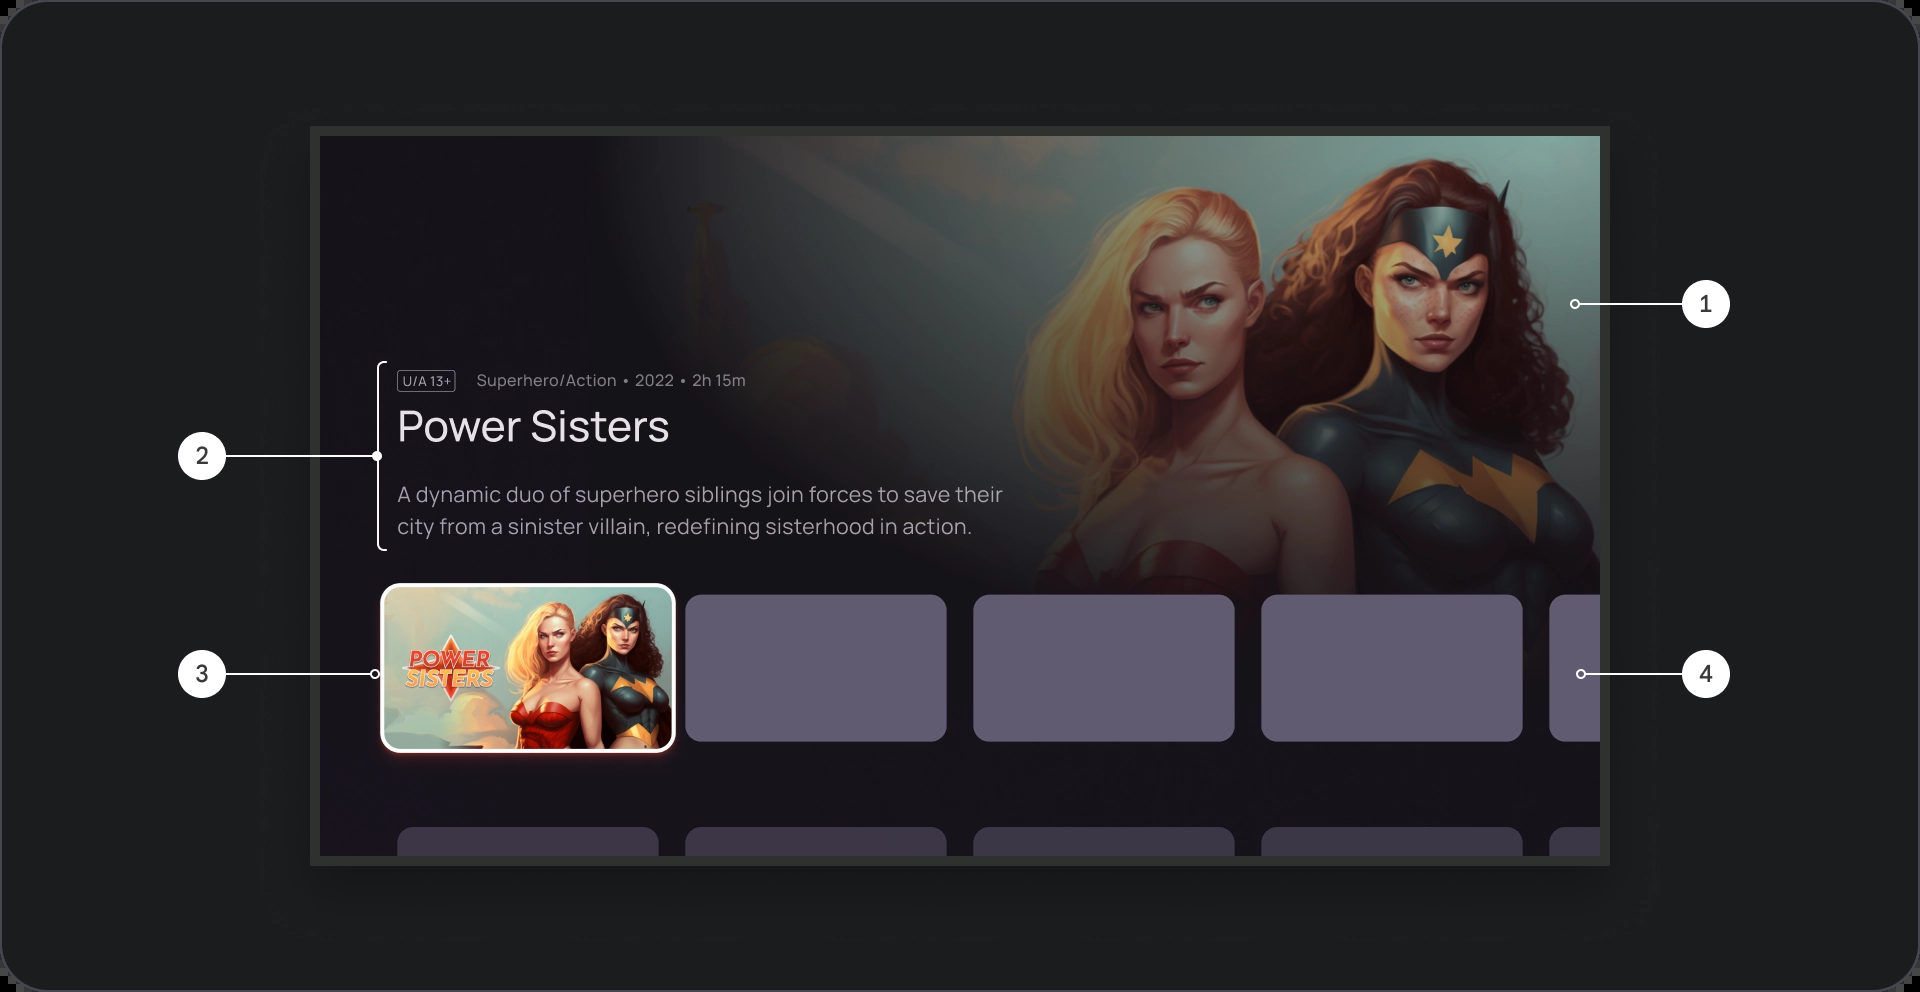 1
U/A 13+ Superhero/Action • 2022 • 2h 15m
Power Sisters
2
A dynamic duo of superhero siblings join forces to save their
city from a sinister villain, redefining sisterhood in action.
POWER
SISTERS
3
4